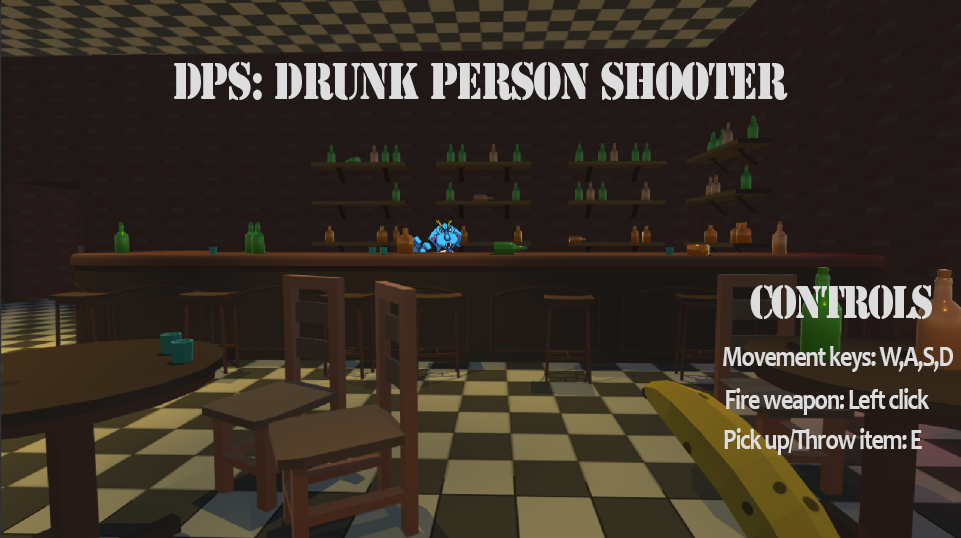 DPS: DRUNK PERSON SHOOTER
CONTROLS
Movement keys: W,A,S,D
Fire weapon: Left click
Pick up/Throw item: E